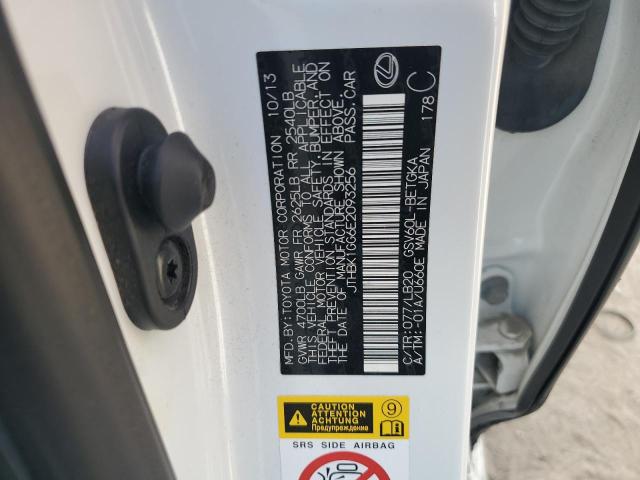 MFD. BY: TOYOTA MOTOR CORPORATION 10/13
GVWR 4700LB GAWR FR 2625LB RR 2540LB
THIS VEHICLE CONFORMS TO ALL APPLICABLE
FEDERAL MOTOR VEHICLE SAFETY, BUMPER, AND
THEFT PREVENTION STANDARDS IN EFFECT ON
THE DATE OF MANUFACTURE SHOWN ABOVE.
JTHBK1GG6E2093256 PASS. CAR
C/TR: 077/LB20 GSV60L-BETGKA
A/TM: -01A/U660E MADE IN JAPAN 178 C
CAUTION
ATTENTION
ACHTUNG
Предупреждение
9
SRS SIDE AIRBAG